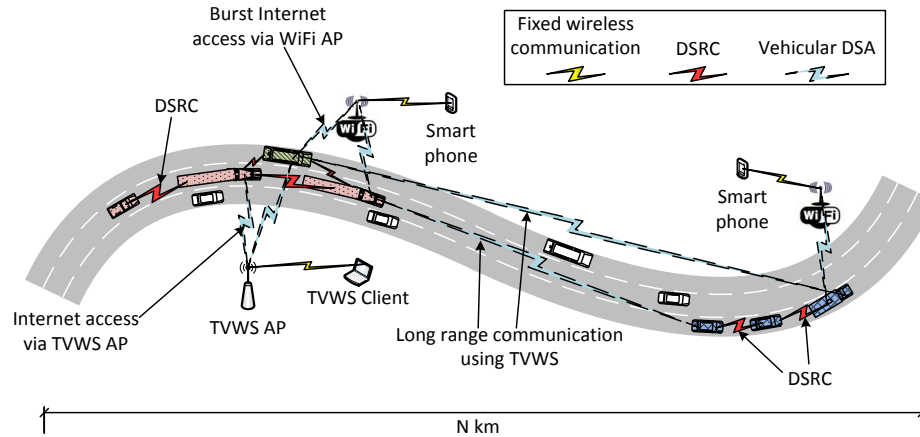 Burst Internet
access via WiFi AP
Fixed wireless
communication
DSRC
Vehicular DSA
DSRC
WiFi
Smart
phone
Smart
phone
WiFi
Internet access
via TVWS AP
TVWS AP
TVWS Client
Long range communication
using TVWS
DSRC
N km